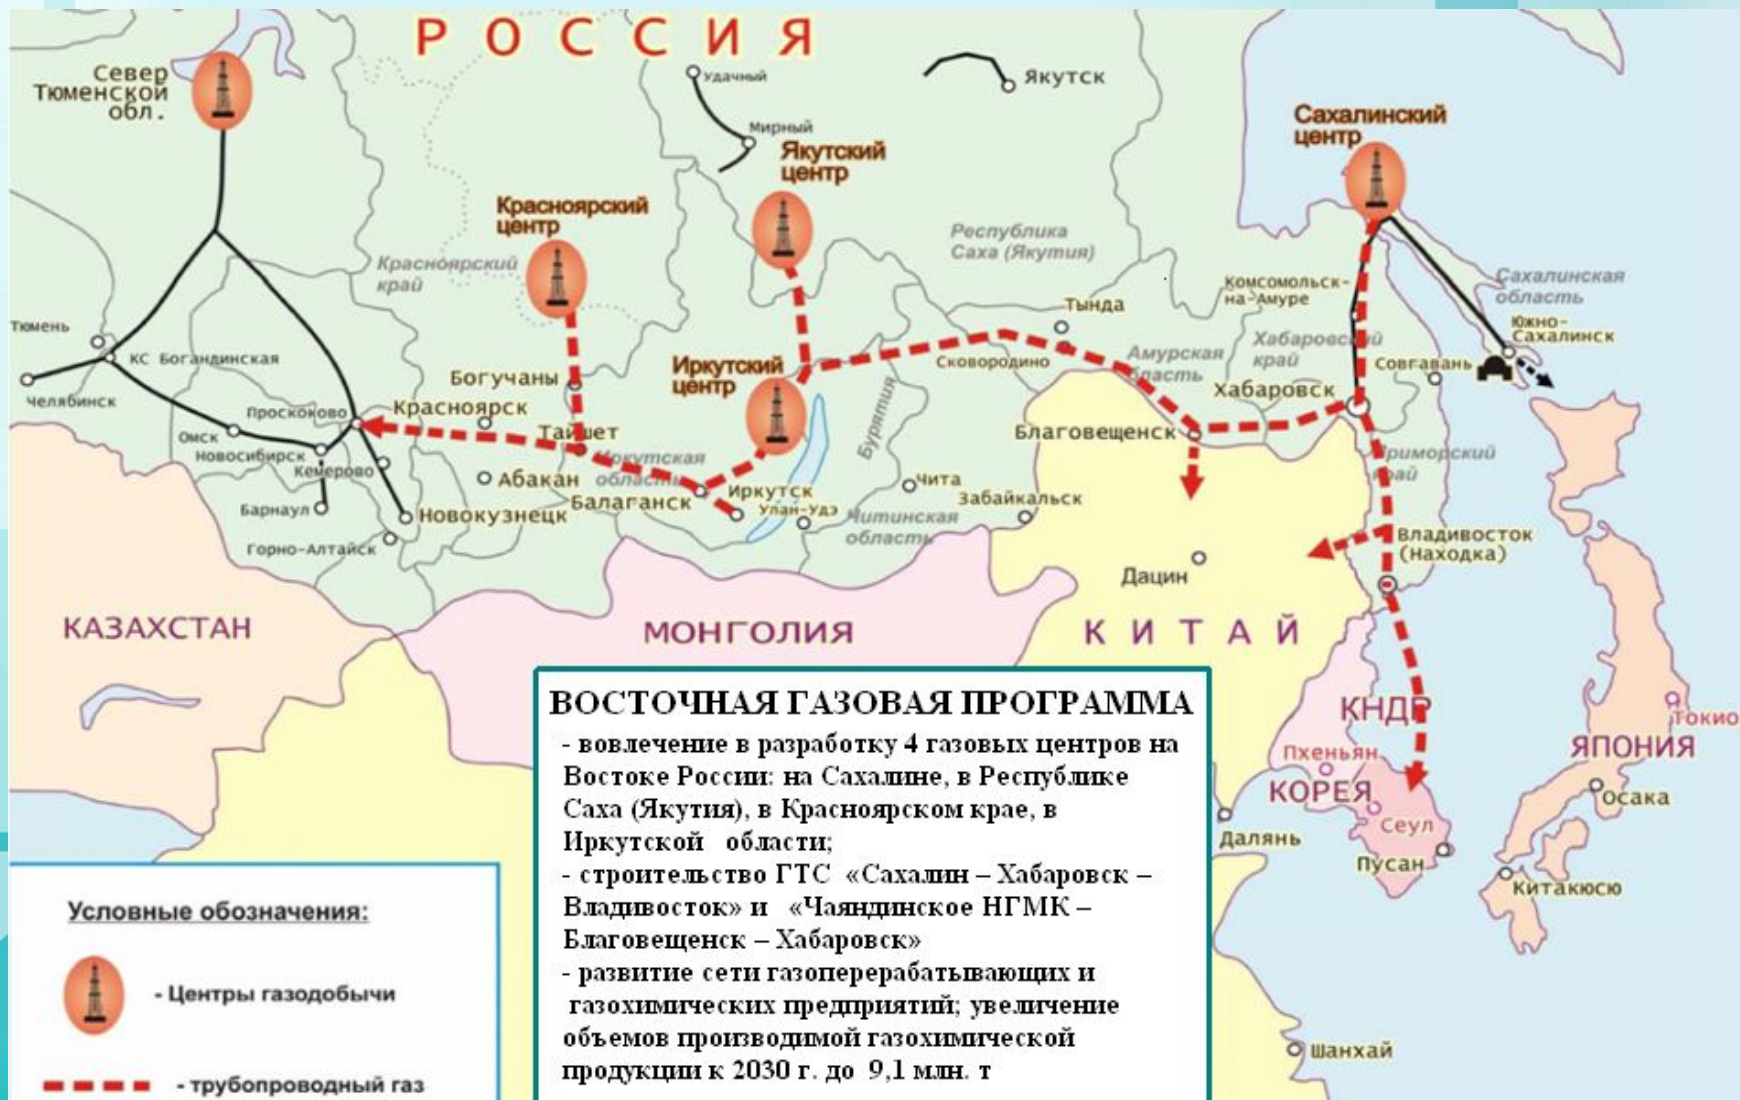 Р О С С И Я
Север
Тюменской
обл.
Удачный
Якутск
Мирный
Якутский
центр
Сахалинский
центр
Красноярский
центр
Красноярский
край
Республика
Саха (Якутия)
Комсомольск-
на-Амуре
Сахалинская
область
Тюмень
КС Богандинская
Тында
Южно-
Сахалинск
Хабаровский
край
Амурская
область
Сковородино
Совгавань
Иркутский
центр
Богучаны
Хабаровск
Челябинск
Проскоково
Красноярск
Тайшет
Бурятия
Благовещенск
Омск
Новосибирск
Кемерово
Иркутская
область
Приморский
край
Абакан
Балаганск
Иркутск
Чита
Забайкальск
Барнаул
Новокузнецк
Улан-Удэ
Читинская
область
Горно-Алтайск
Владивосток
(Находка)
Дацин
КАЗАХСТАН
МОНГОЛИЯ
К И Т А Й
КНДР
Токио
Пхеньян
ЯПОНИЯ
КОРЕЯ
Осака
Сеул
Далянь
Пусан
Китакюсю
Шанхай
ВОСТОЧНАЯ ГАЗОВАЯ ПРОГРАММА
- вовлечение в разработку 4 газовых центров на
Востоке России: на Сахалине, в Республике
Саха (Якутия), в Красноярском крае, в
Иркутской области;
- строительство ГТС «Сахалин – Хабаровск –
Владивосток» и «Чаяндинское НГМК –
Благовещенск – Хабаровск»
- развитие сети газоперерабатывающих и
газохимических предприятий; увеличение
объемов производимой газохимической
продукции к 2030 г. до 9,1 млн. т
Условные обозначения:
- Центры газодобычи
- трубопроводный газ